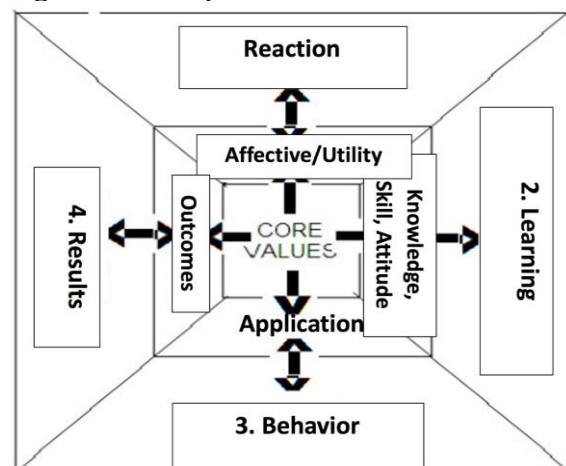 Reaction
Affective/Utility
4. Results
Outcomes
CORE
VALUES
Knowledge,
Skill, Attitude
2. Learning
Application
3. Behavior